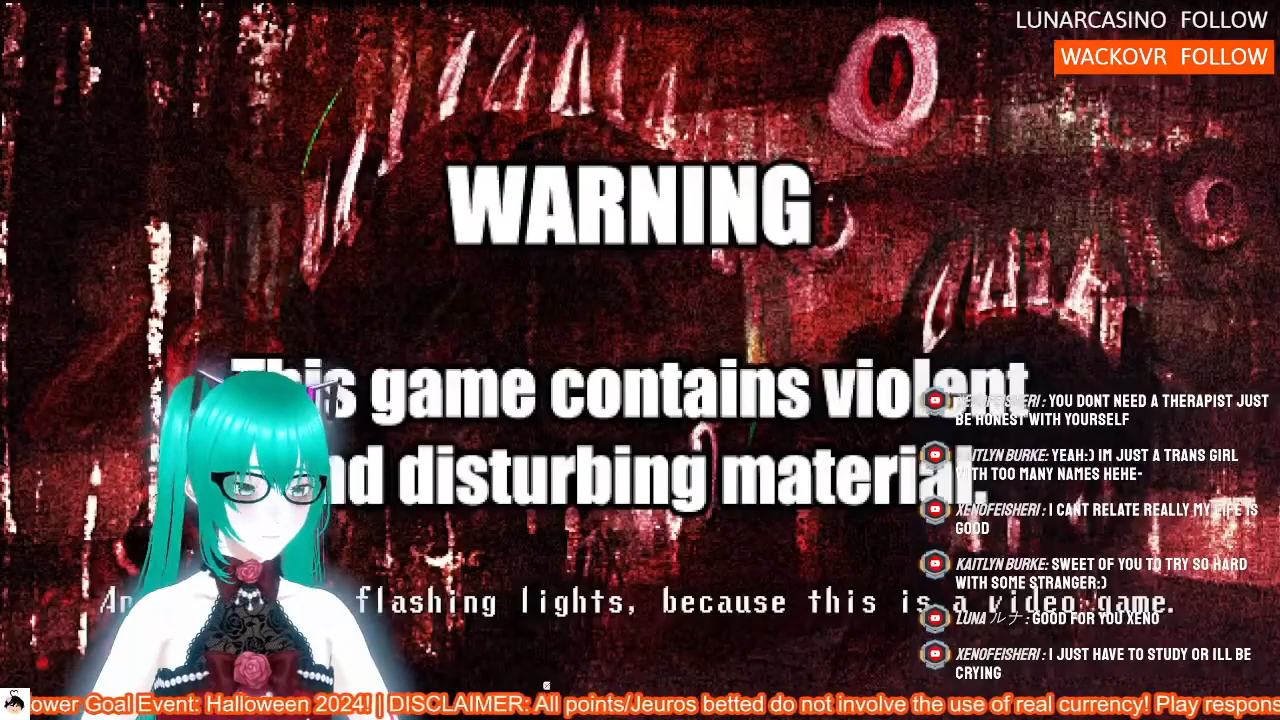 LUNARCASINO FOLLOW
WACKOVR FOLLOW
WARNING
This game contains violent
and disturbing material.
flashing lights, because this is a video game.
: YOU DONT NEED A THERAPIST JUST
BE HONEST WITH YOURSELF
KAITLYN BURKE: YEAH:) IM JUST A TRANS GIRL
WITH TOO MANY NAMES HEHE-
XENOFEISHERI : I CANT RELATE REALLY MY LIFE IS
GOOD
KAITLYN BURKE: SWEET OF YOU TO TRY SO HARD
WITH SOME STRANGER:)
LUNA ルナ : GOOD FOR YOU XENO
XENOFEISHERI : I JUST HAVE TO STUDY OR ILL BE
CRYING
ower Goal Event: Halloween 2024! | DISCLAIMER: All points/Jeuros betted do not involve the use of real currency! Play respons